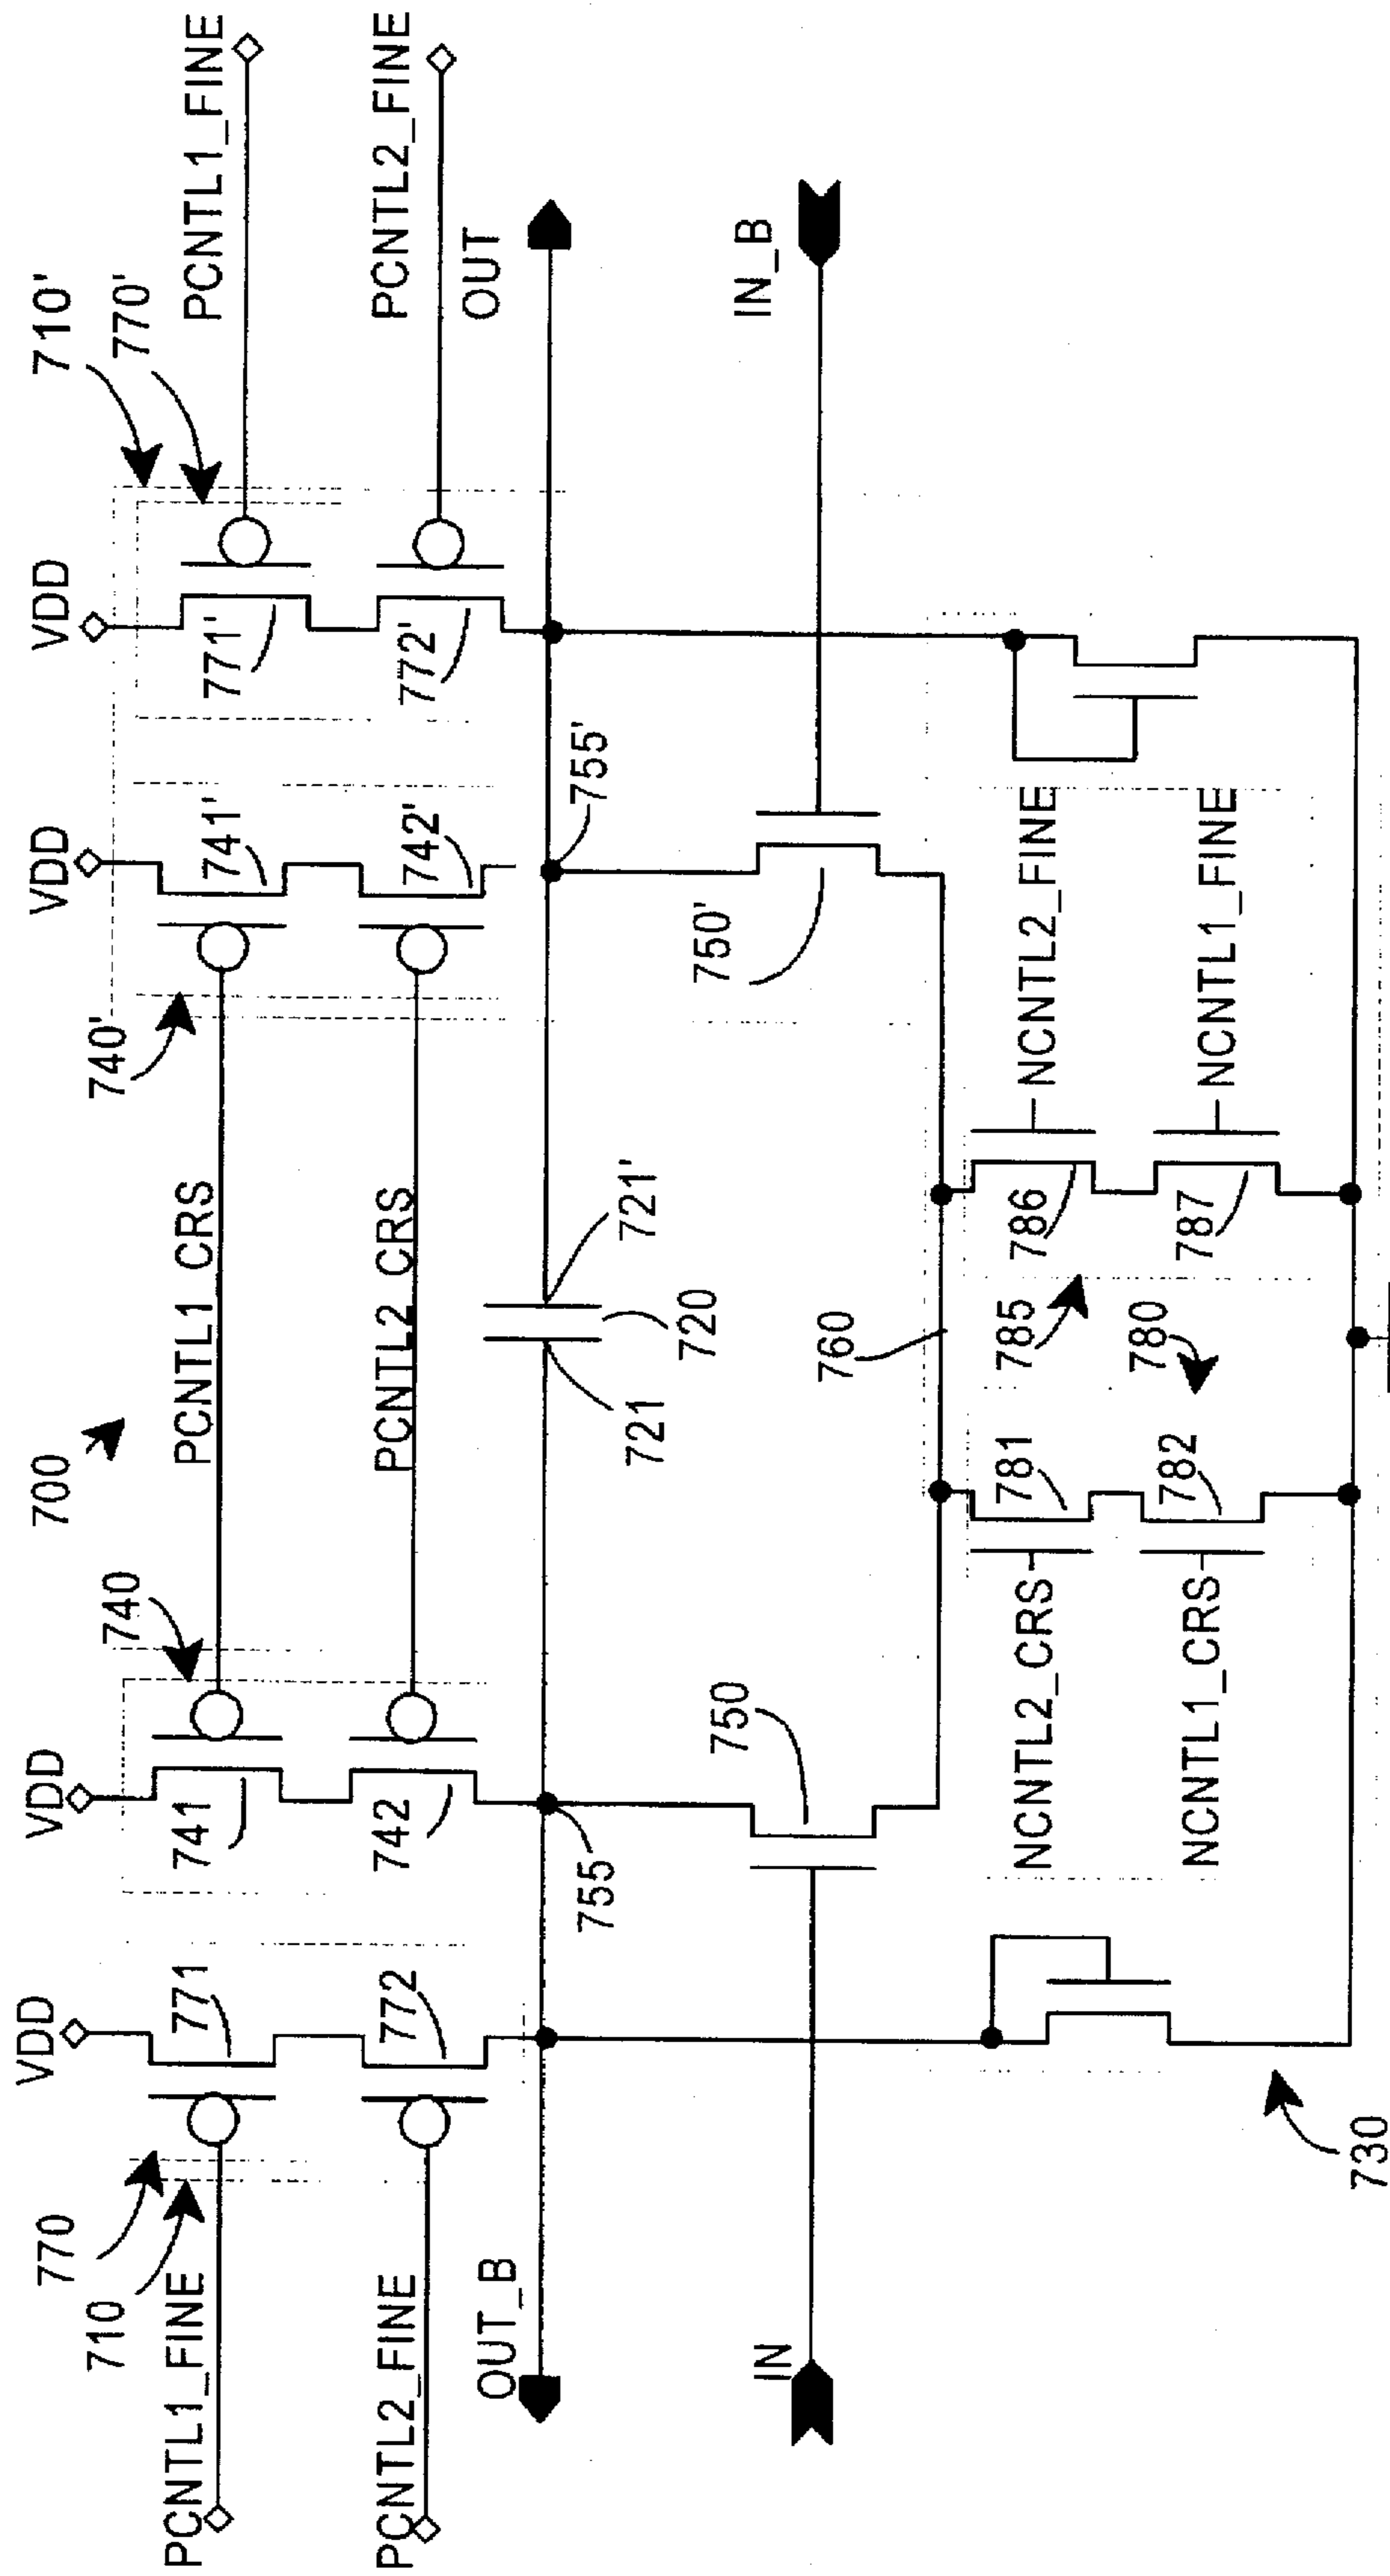 700
VDD
VDD
VDD
VDD
710'
770'
740
740'
770
710
PCNTL1_FINE
771
741
PCNTL1_CRS
741'
771'
PCNTL1_FINE
PCNTL2_FINE
772
742
PCNTL2_CRS
742'
772'
PCNTL2_FINE
OUT_B
OUT
755
721
720
721'
755'
IN
750
750'
IN_B
760
NCNTL2_CRS
781
785
786
NCNTL2_FINE
780
NCNTL1_CRS
782
787
NCNTL1_FINE
730